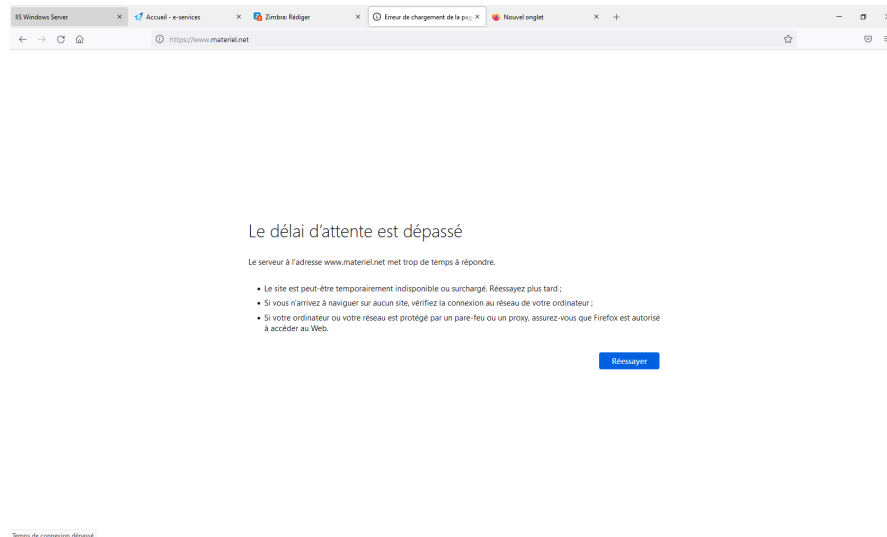 IIS Windows Server
Accueil - e-services
Zimbra: Rédiger
Erreur de chargement de la pag
Nouvel onglet
https://www.materiel.net
Le délai d'attente est dépassé
Le serveur à l'adresse www.materiel.net met trop de temps à répondre.
• Le site est peut-être temporairement indisponible ou surchargé. Réessayez plus tard ;
• Si vous n'arrivez à naviguer sur aucun site, vérifiez la connexion au réseau de votre ordinateur ;
• Si votre ordinateur ou votre réseau est protégé par un pare-feu ou un proxy, assurez-vous que Firefox est autorisé
à accéder au Web.
Réessayer
Temps de connexion dépassé